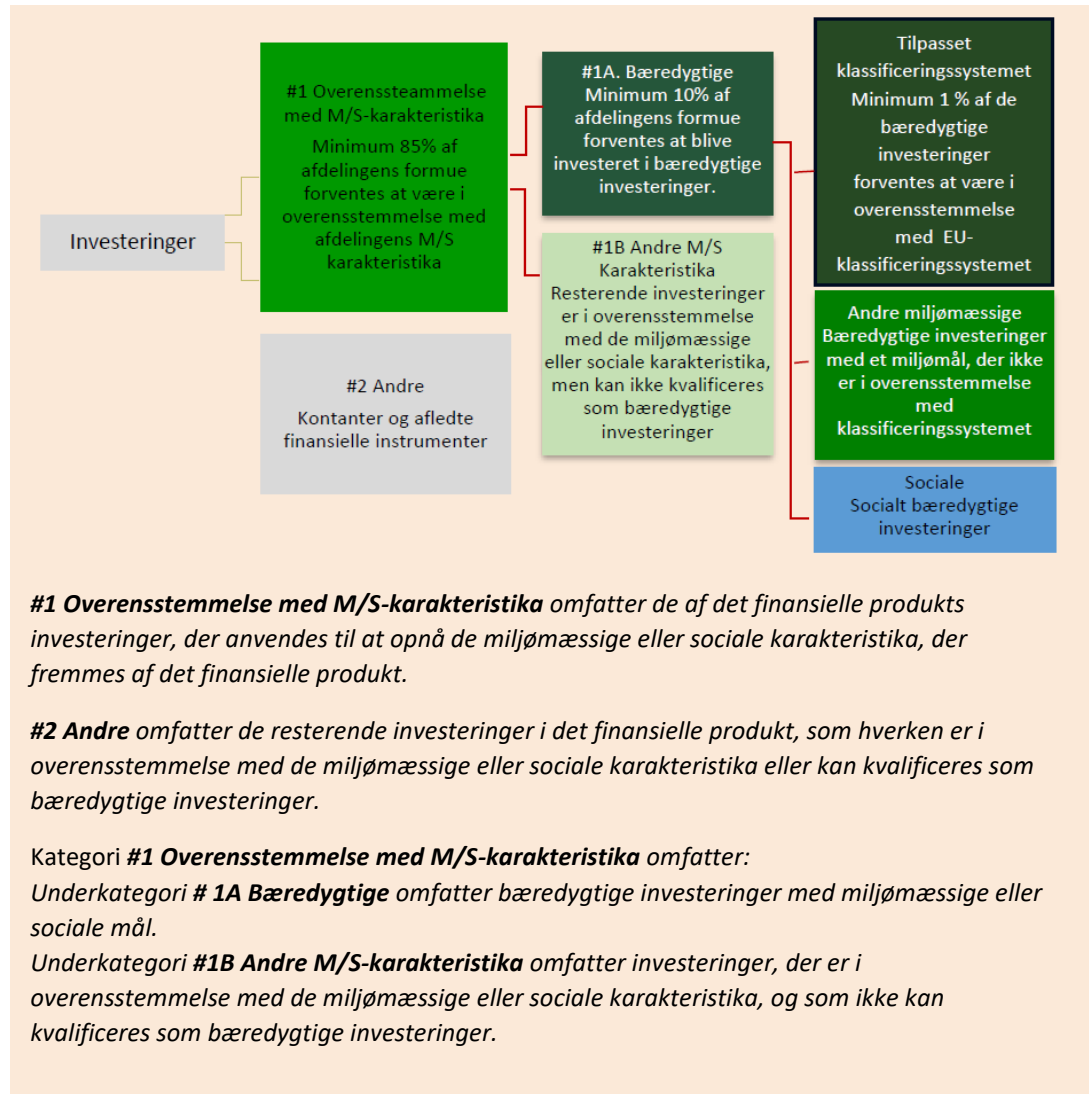 Investeringer
#1 Overenssteammelse
med M/S-karakteristika
Minimum 85% af
afdelingens formue
forventes at være i
overensstemmelse med
afdelingens M/S
karakteristika
#2 Andre
Kontanter og afledte
finansielle instrumenter
#1A. Bæredygtige
Minimum 10% af
afdelingens formue
forventes at blive
investeret i bæredygtige
investeringer.
#1B Andre M/S
Karakteristika
Resterende investeringer
er i overensstemmelse
med de miljømæssige
eller sociale karakteristika,
men kan ikke kvalificeres
som bæredygtige
investeringer
Tilpasset
klassificeringssystemet
Minimum 1 % af de
bæredygtige
investeringer
forventes at være i
overensstemmelse
med EU-
klassificeringssystemet
Andre miljømæssige
Bæredygtige investeringer
med et miljømål, der ikke
er i overensstemmelse
med
klassificeringssystemet
Sociale
Socialt bæredygtige
investeringer
#1 Overensstemmelse med M/S-karakteristika omfatter de af det finansielle produkts
investeringer, der anvendes til at opnå de miljømæssige eller sociale karakteristika, der
fremmes af det finansielle produkt.
#2 Andre omfatter de resterende investeringer i det finansielle produkt, som hverken er i
overensstemmelse med de miljømæssige eller sociale karakteristika eller kan kvalificeres som
bæredygtige investeringer.
Kategori #1 Overensstemmelse med M/S-karakteristika omfatter:
Underkategori # 1A Bæredygtige omfatter bæredygtige investeringer med miljømæssige eller
sociale mål.
Underkategori #1B Andre M/S-karakteristika omfatter investeringer, der er i
overensstemmelse med de miljømæssige eller sociale karakteristika, og som ikke kan
kvalificeres som bæredygtige investeringer.